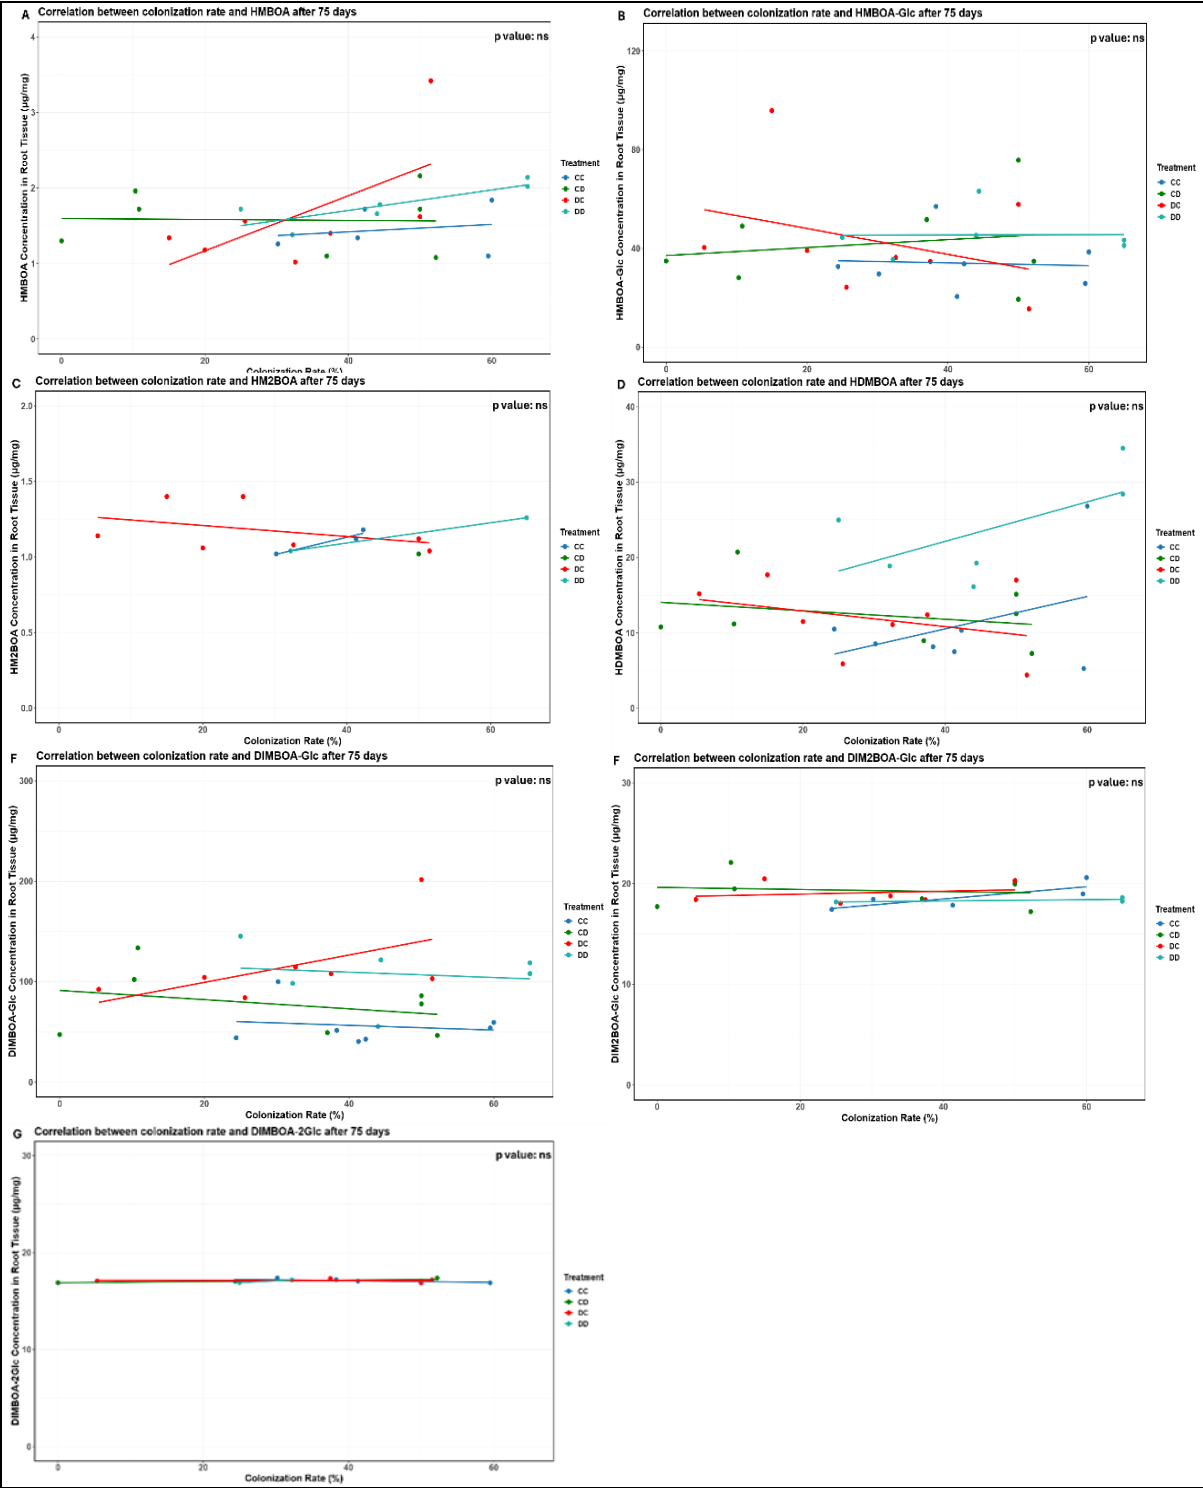 A Correlation between colonization rate and HMBOA after 75 days
p value: ns
HMBOA Concentration in Root Tissue (µg/mg)
4
3
2
1
0
0 20 40 60
Colonization Rate (%)
Treatment
CC
CD
DC
DD
B Correlation between colonization rate and HMBOA-Glc after 75 days
p value: ns
HMBOA-Glc Concentration in Root Tissue (µg/mg)
120
80
40
0
0 20 40 60
Colonization Rate (%)
Treatment
CC
CD
DC
DD
C Correlation between colonization rate and HM2BOA after 75 days
p value: ns
HM2BOA Concentration in Root Tissue (µg/mg)
2.0
1.5
1.0
0.5
0.0
0 20 40 60
Colonization Rate (%)
Treatment
CC
CD
DC
DD
D Correlation between colonization rate and HDMBOA after 75 days
p value: ns
HDMBOA Concentration in Root Tissue (µg/mg)
40
30
20
10
0
0 20 40 60
Colonization Rate (%)
Treatment
CC
CD
DC
DD
F Correlation between colonization rate and DIMBOA-Glc after 75 days
p value: ns
DIMBOA-Glc Concentration in Root Tissue (µg/mg)
300
200
100
0
0 20 40 60
Colonization Rate (%)
Treatment
CC
CD
DC
DD
F Correlation between colonization rate and DIM2BOA-Glc after 75 days
p value: ns
DIM2BOA-Glc Concentration in Root Tissue (µg/mg)
30
20
10
0
0 20 40 60
Colonization Rate (%)
Treatment
CC
CD
DC
DD
G Correlation between colonization rate and DIMBOA-2Glc after 75 days
p value: ns
DIMBOA-2Glc Concentration in Root Tissue (µg/mg)
30
20
10
0
0 20 40 60
Colonization Rate (%)
Treatment
CC
CD
DC
DD